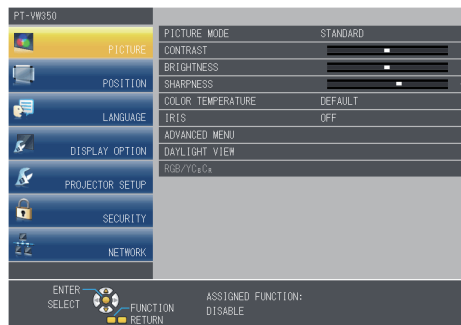 PT-VW350
PICTURE
POSITION
LANGUAGE
DISPLAY OPTION
PROJECTOR SETUP
SECURITY
NETWORK
PICTURE MODE STANDARD
CONTRAST
BRIGHTNESS
SHARPNESS
COLOR TEMPERATURE DEFAULT
IRIS OFF
ADVANCED MENU
DAYLIGHT VIEW
RGB/YCBCR
ENTER
SELECT
FUNCTION
RETURN
ASSIGNED FUNCTION:
DISABLE